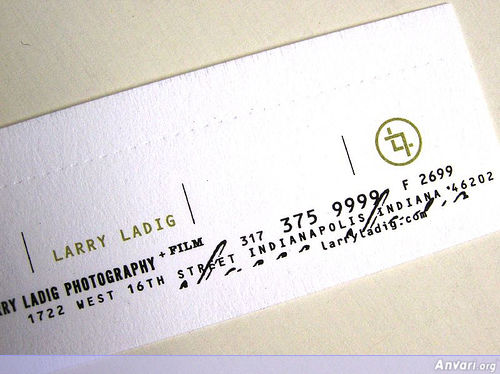 LARRY LADIG
RRY LADIG PHOTOGRAPHY + FILM 317 375 9999 F 2699
1722 WEST 16TH STREET INDIANAPOLIS INDIANA 46202
larryladig.com
Anvari.org